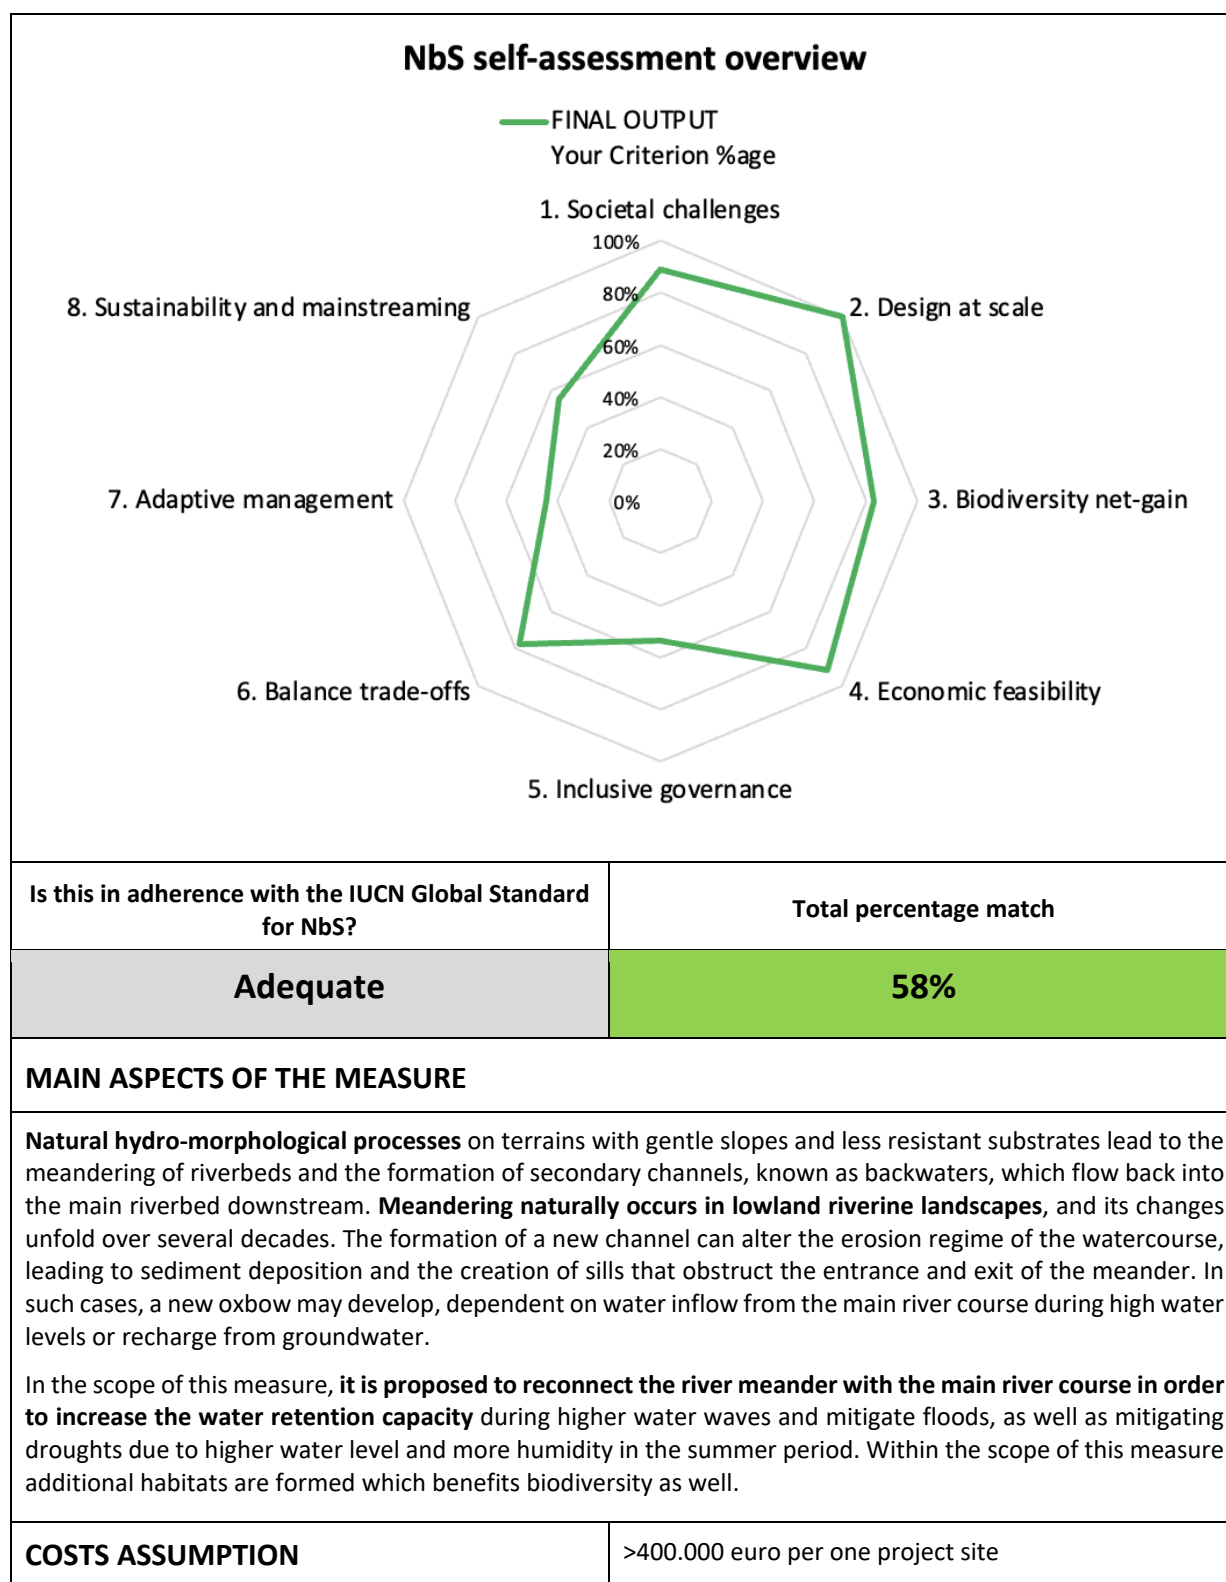 NbS self-assessment overview
FINAL OUTPUT
Your Criterion %age
1. Societal challenges
100%
80%
60%
40%
20%
0%
2. Design at scale
3. Biodiversity net-gain
4. Economic feasibility
5. Inclusive governance
6. Balance trade-offs
7. Adaptive management
8. Sustainability and mainstreaming
Is this in adherence with the IUCN Global Standard
for NbS?
Total percentage match
Adequate
58%
MAIN ASPECTS OF THE MEASURE
Natural hydro-morphological processes on terrains with gentle slopes and less resistant substrates lead to the
meandering of riverbeds and the formation of secondary channels, known as backwaters, which flow back into
the main riverbed downstream. Meandering naturally occurs in lowland riverine landscapes, and its changes
unfold over several decades. The formation of a new channel can alter the erosion regime of the watercourse,
leading to sediment deposition and the creation of sills that obstruct the entrance and exit of the meander. In
such cases, a new oxbow may develop, dependent on water inflow from the main river course during high water
levels or recharge from groundwater.
In the scope of this measure, it is proposed to reconnect the river meander with the main river course in order
to increase the water retention capacity during higher water waves and mitigate floods, as well as mitigating
droughts due to higher water level and more humidity in the summer period. Within the scope of this measure
additional habitats are formed which benefits biodiversity as well.
COSTS ASSUMPTION
>400.000 euro per one project site